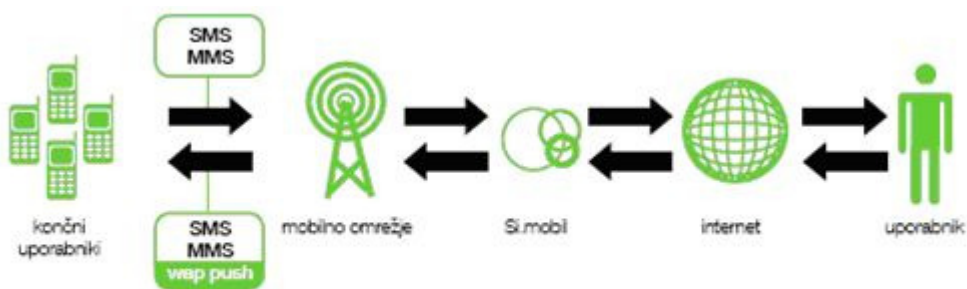 SMS
MMS
končni
uporabniki
SMS
MMS
wap push
mobilno omrežje
Si.mobil
internet
uporabnik